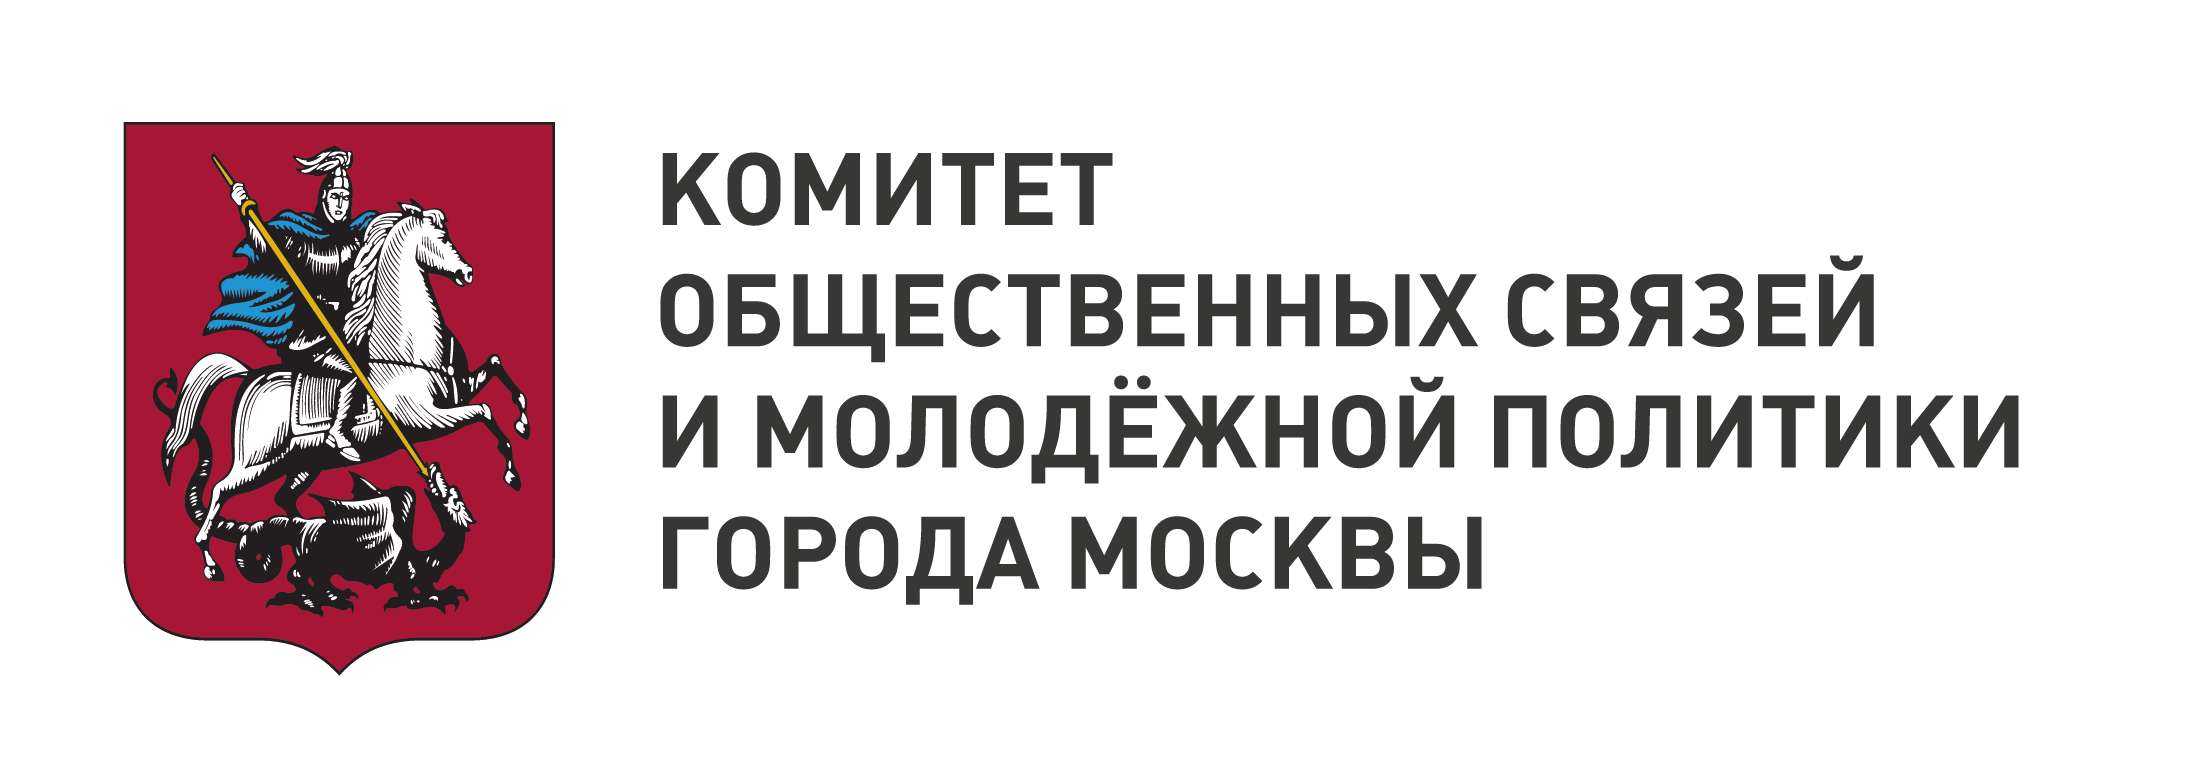 КОМИТЕТ
ОБЩЕСТВЕННЫХ СВЯЗЕЙ
И МОЛОДЁЖНОЙ ПОЛИТИКИ
ГОРОДА МОСКВЫ